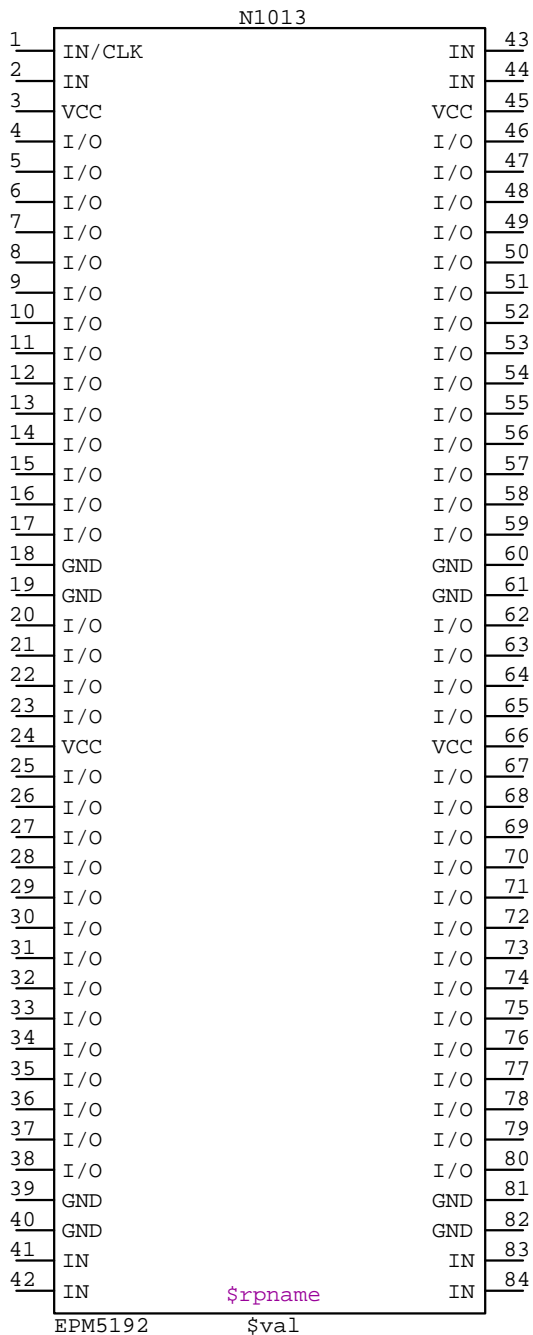 N1013
1 IN/CLK IN 43
2 IN IN 44
3 VCC VCC 45
4 I/O I/O 46
5 I/O I/O 47
6 I/O I/O 48
7 I/O I/O 49
8 I/O I/O 50
9 I/O I/O 51
10 I/O I/O 52
11 I/O I/O 53
12 I/O I/O 54
13 I/O I/O 55
14 I/O I/O 56
15 I/O I/O 57
16 I/O I/O 58
17 I/O I/O 59
18 GND GND 60
19 GND GND 61
20 I/O I/O 62
21 I/O I/O 63
22 I/O I/O 64
23 I/O I/O 65
24 VCC VCC 66
25 I/O I/O 67
26 I/O I/O 68
27 I/O I/O 69
28 I/O I/O 70
29 I/O I/O 71
30 I/O I/O 72
31 I/O I/O 73
32 I/O I/O 74
33 I/O I/O 75
34 I/O I/O 76
35 I/O I/O 77
36 I/O I/O 78
37 I/O I/O 79
38 I/O I/O 80
39 GND GND 81
40 GND GND 82
41 IN IN 83
42 IN $rpname IN 84
EPM5192 $val